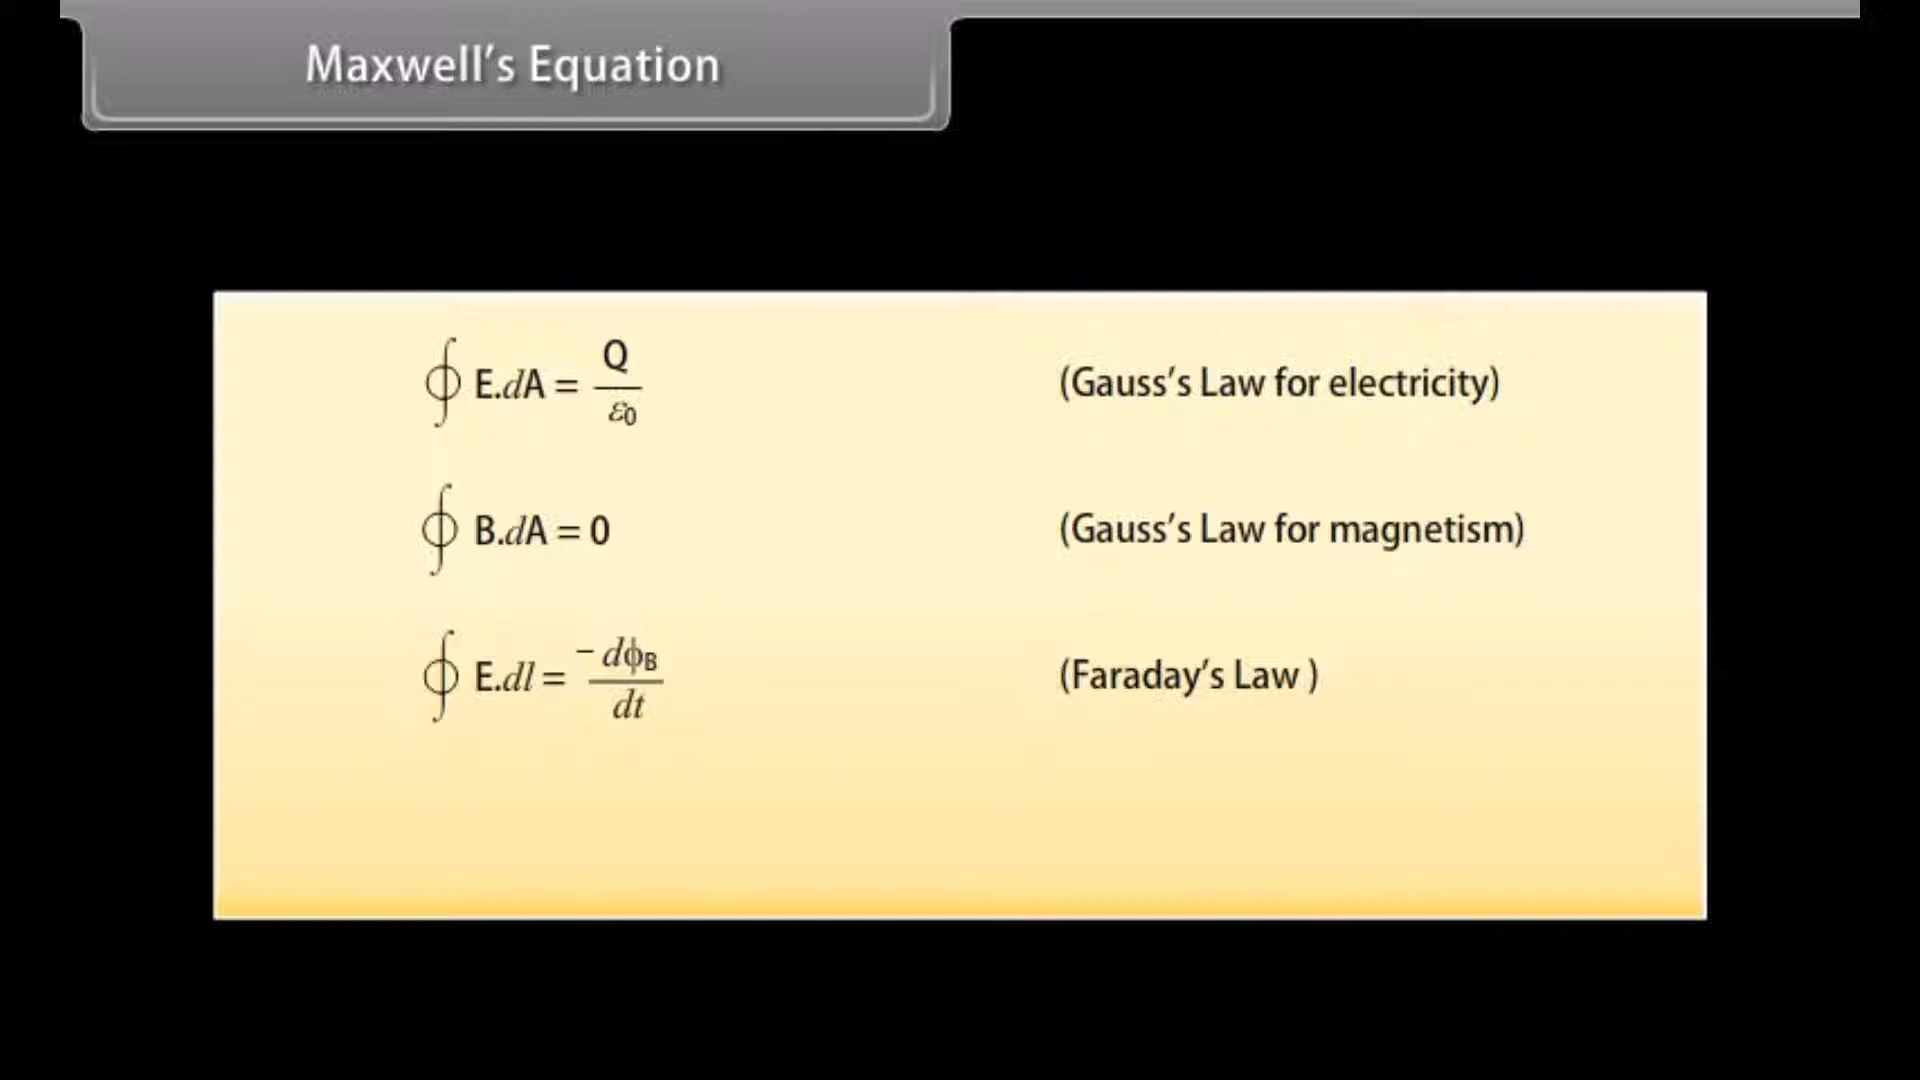 Maxwell's Equation
∮ E.dA = Q/ε₀ (Gauss's Law for electricity)
∮ B.dA = 0 (Gauss's Law for magnetism)
∮ E.dl = -dϕB/dt (Faraday's Law )